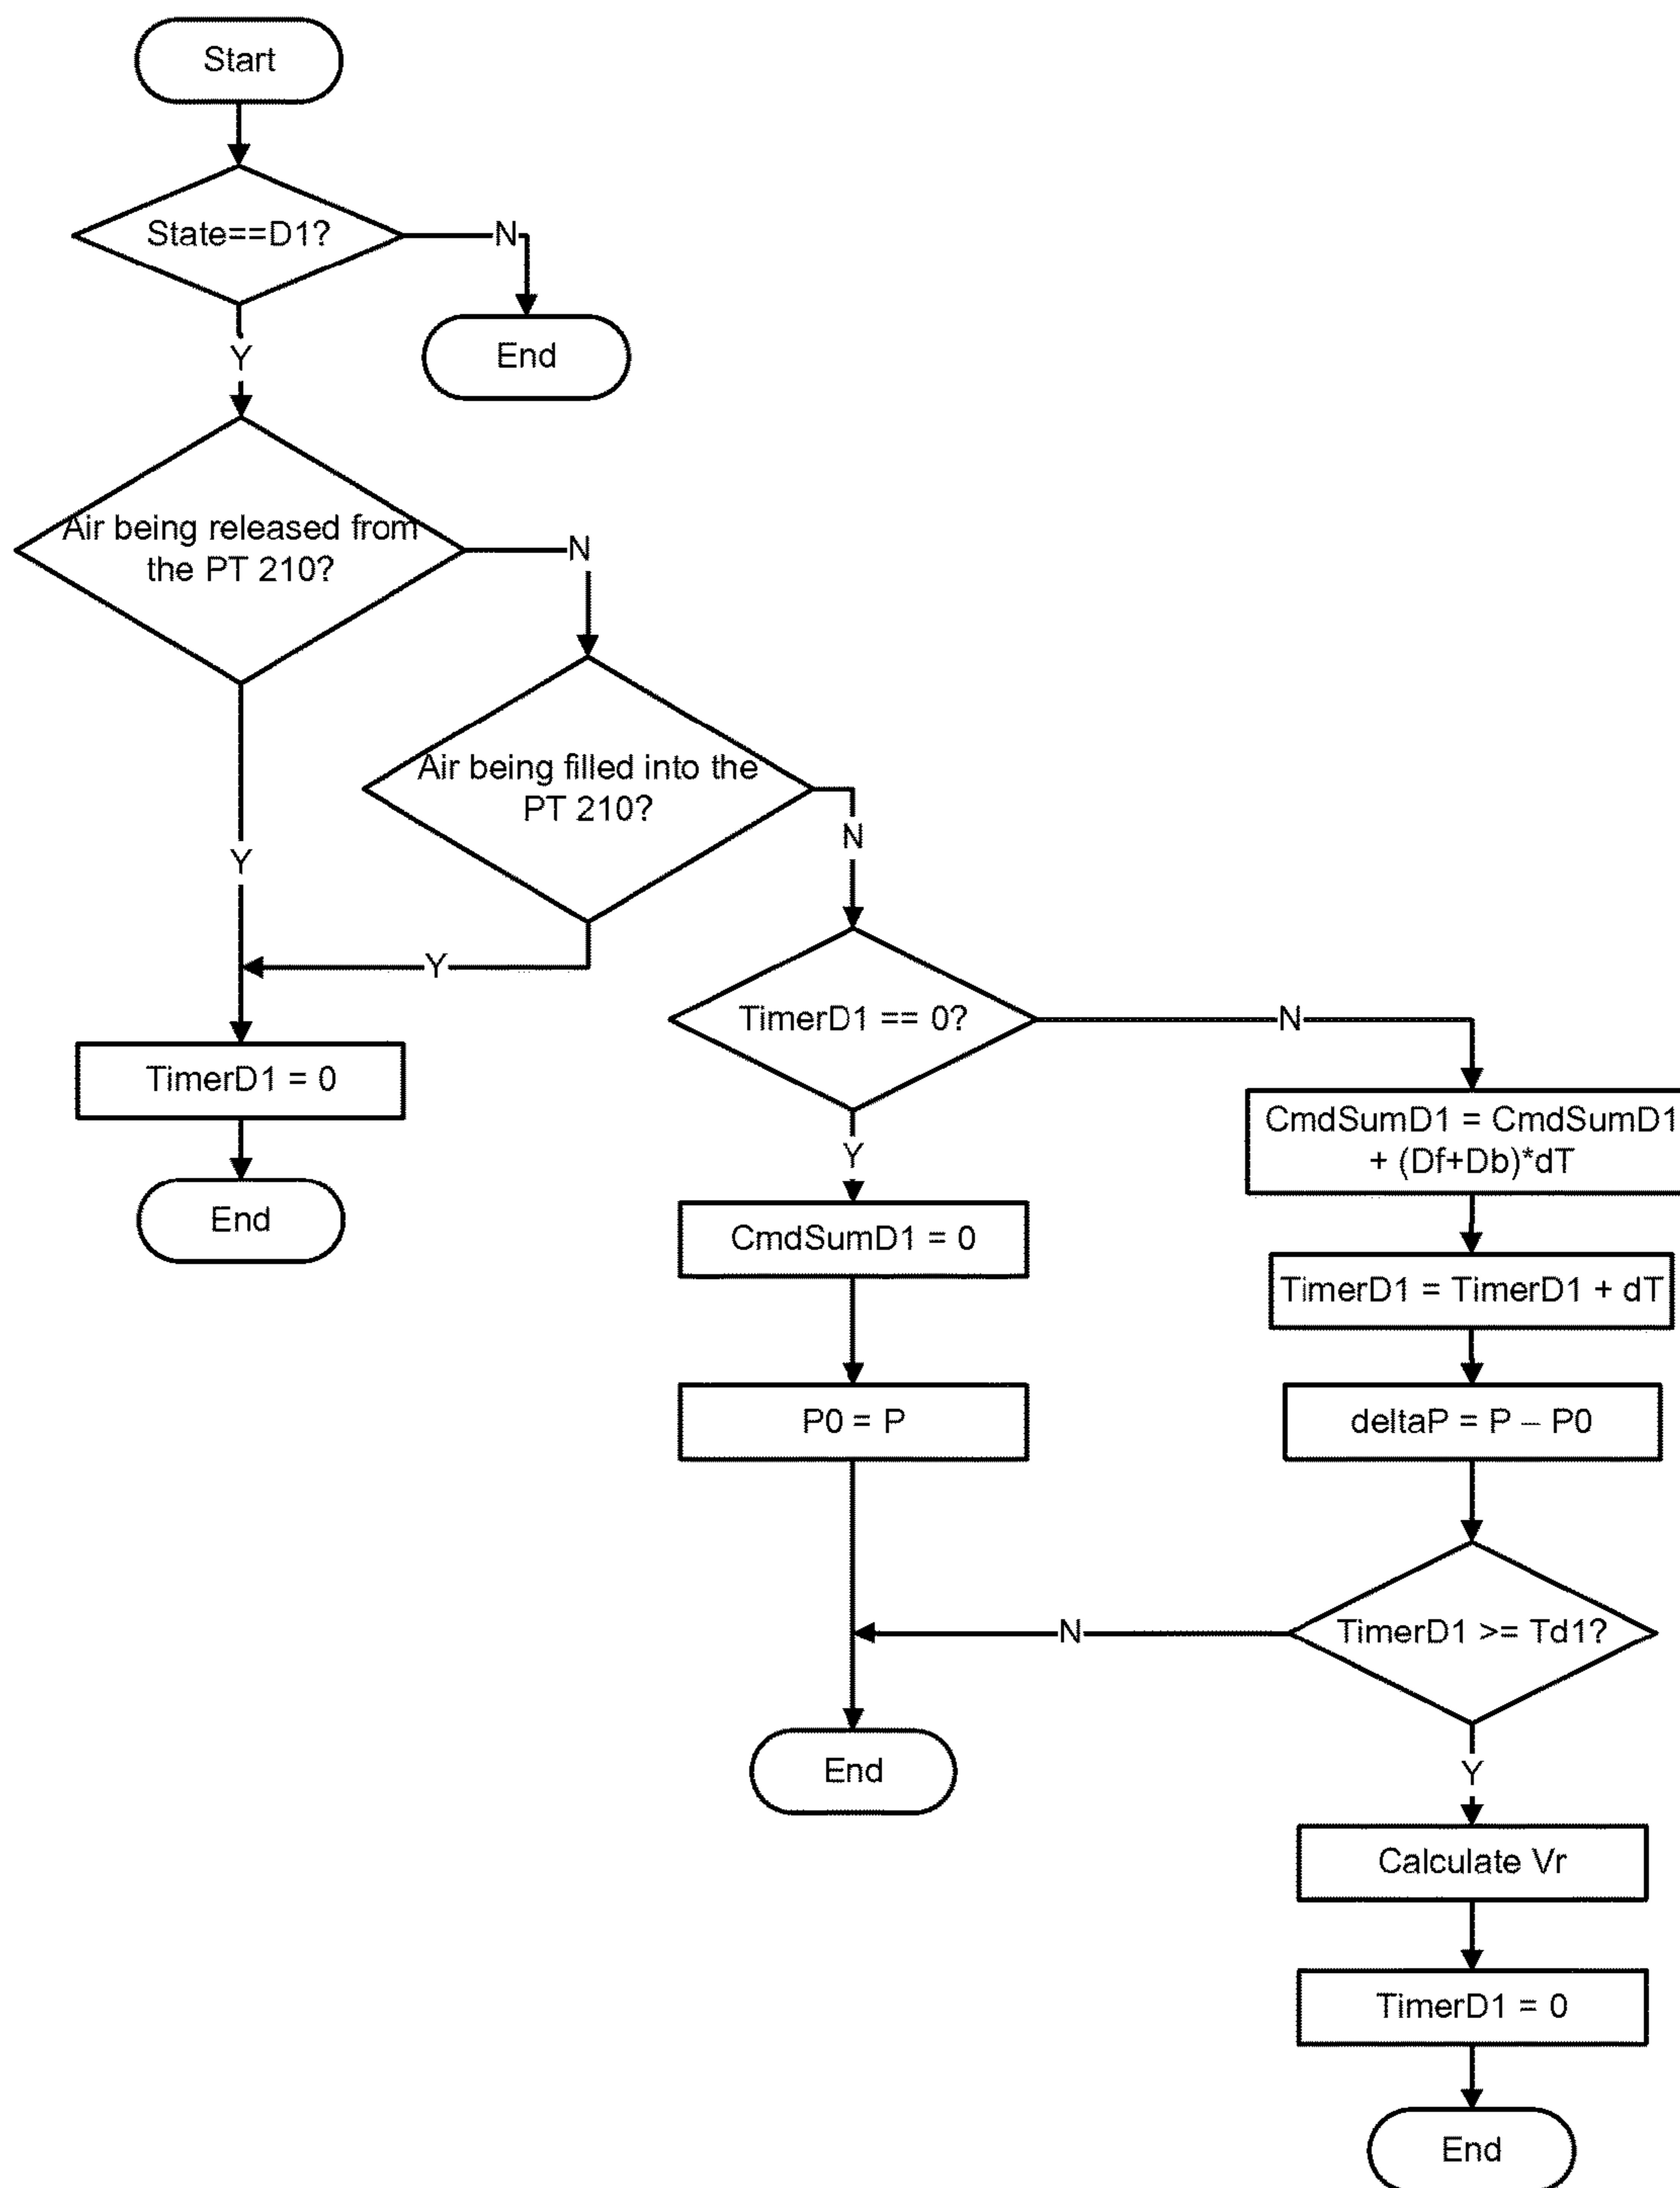 Start
State==D1?
N
End
Y
Air being released from
the PT 210?
N
Air being filled into the
PT 210?
N
Y
Y
TimerD1 == 0?
N
TimerD1 = 0
CmdSumD1 = CmdSumD1
+ (Df+Db)*dT
Y
End
CmdSumD1 = 0
TimerD1 = TimerD1 + dT
P0 = P
deltaP = P – P0
N
TimerD1 >= Td1?
End
Y
Calculate Vr
TimerD1 = 0
End